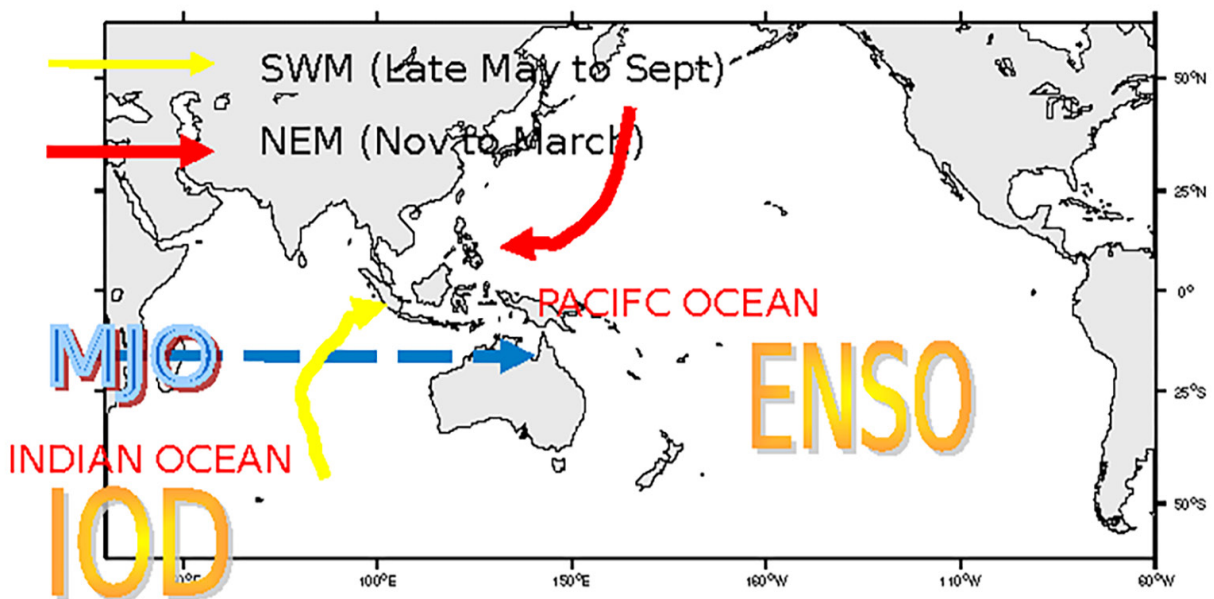 SWM (Late May to Sept)
NEM (Nov to March)
50°N
25°N
0°
25°S
50°S
PACIFC OCEAN
MJO
ENSO
INDIAN OCEAN
IOD
100°E
150°E
160°W
110°W
60°W